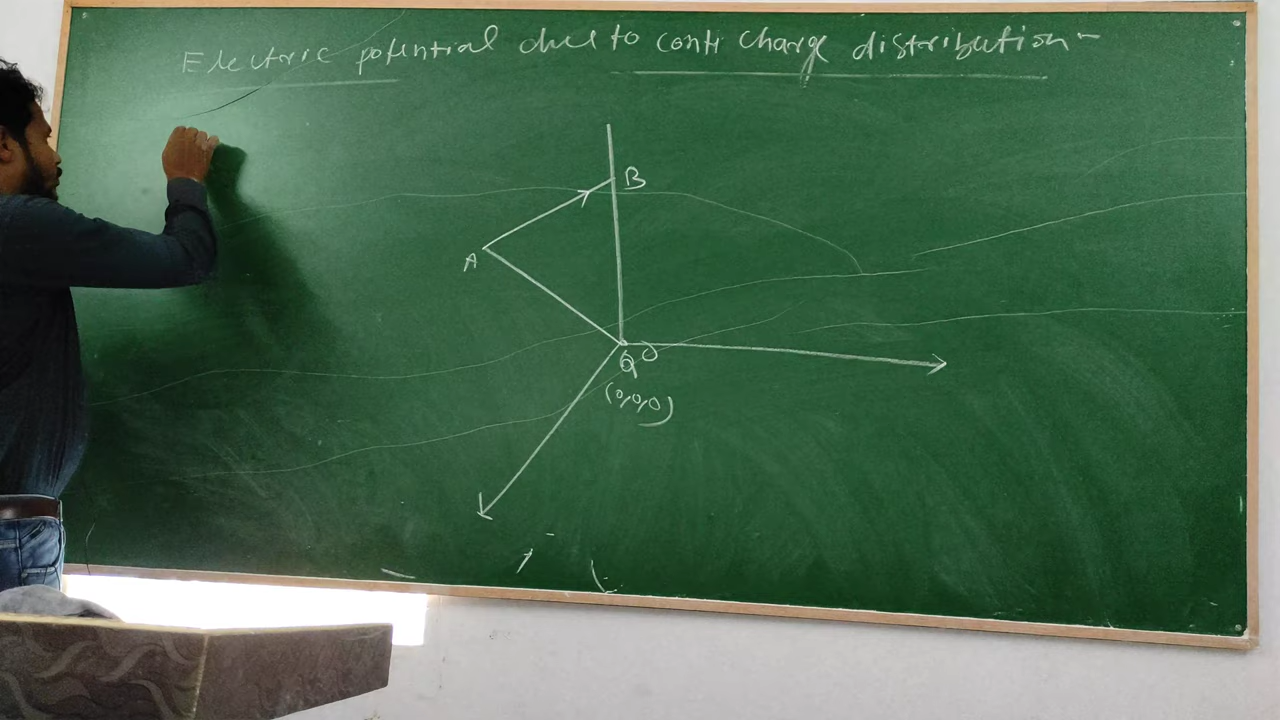 Electric potential due to conti charge distribution-
B
A
O
Q
(0,0,0)